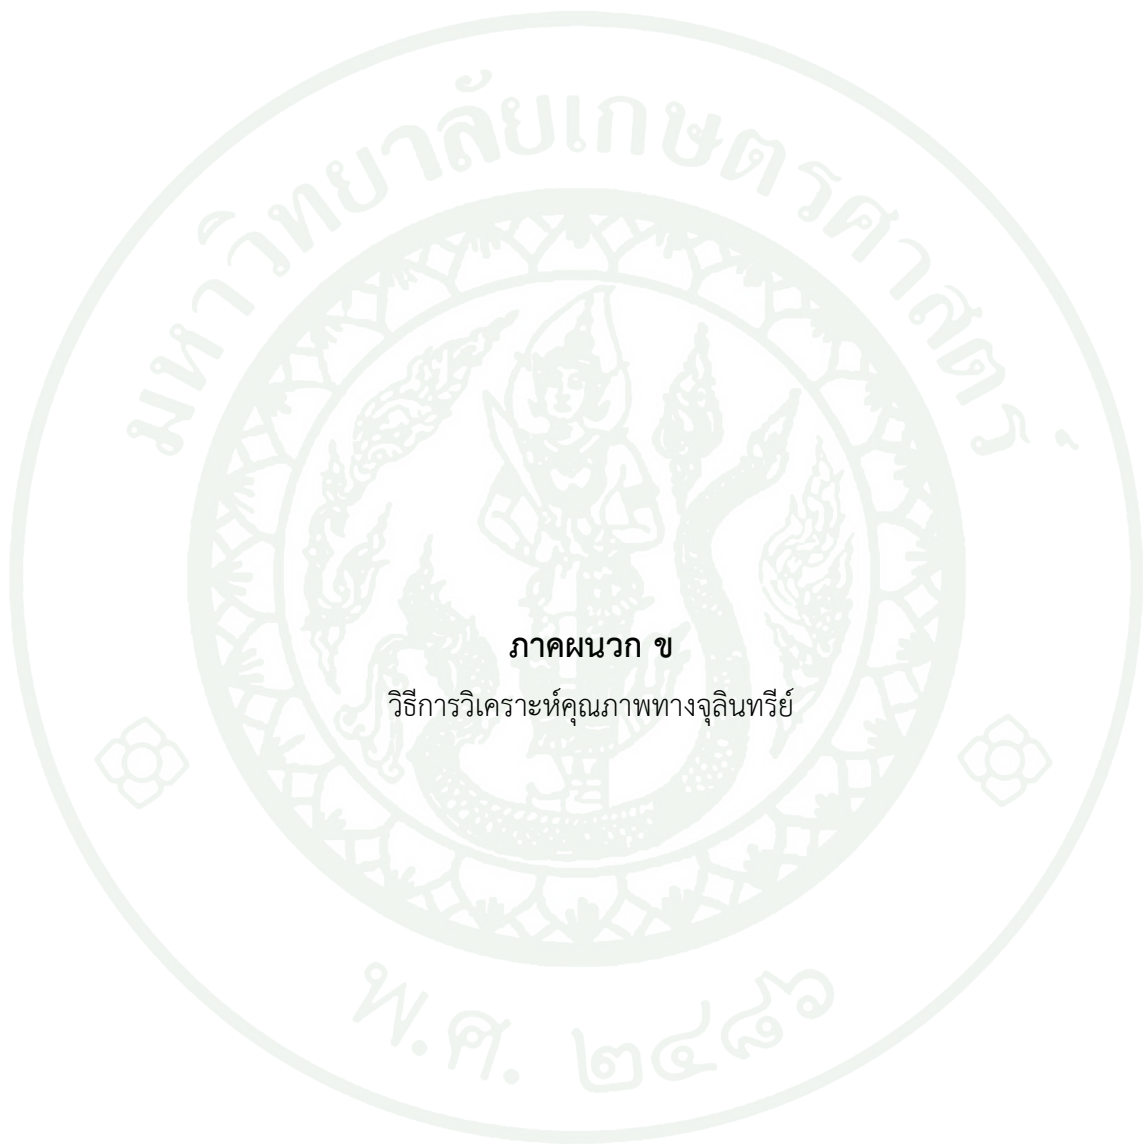 มหาวิทยาลัยเกษตรศาสตร์
ภาคผนวก ข
วิธีการวิเคราะห์คุณภาพทางจุลินทรีย์
พ.ศ. ๒๔๘๖